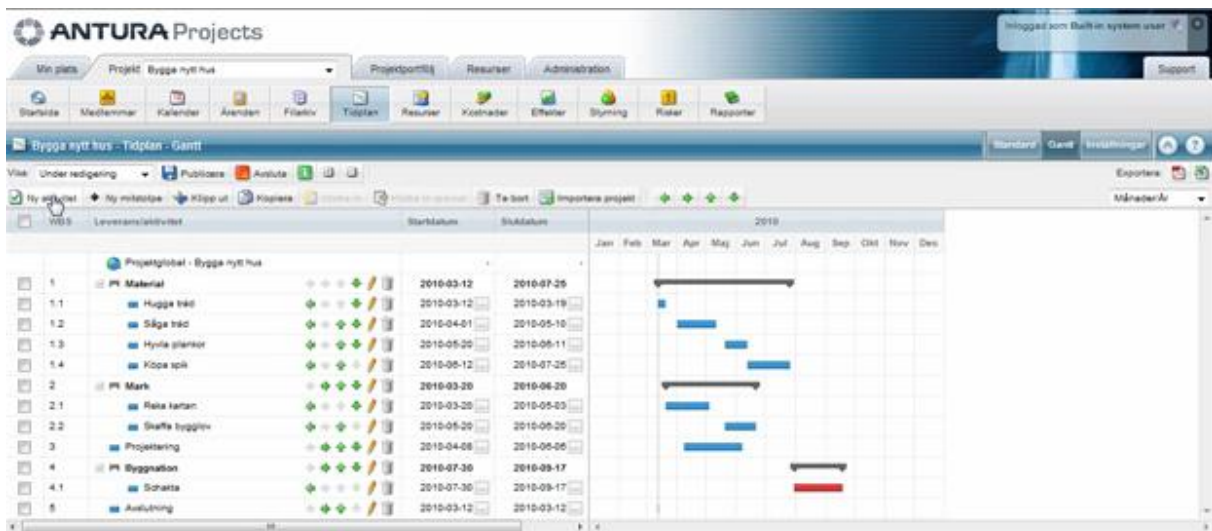 ANTURA Projects
Inloggad som Built-in system user
Min plats Projekt Bygga nytt hus Projektportfölj Resurser Administration Support
Startsida Medlemmar Kalender Ärenden Filarkiv Tidplan Resurser Kostnader Effekter Styrning Risker Rapporter
Bygga nytt hus - Tidplan - Gantt Standard Gantt Inställningar
Visa: Under redigering Publicera Avsluta Exportera:
Ny aktivitet Ny milstolpe Klipp ut Kopiera Ta bort Importera projekt Månader/År
WBS Leverans/aktivitet Startdatum Slutdatum 2010
Jan Feb Mar Apr Maj Jun Jul Aug Sep Okt Nov Dec
Projektglobal - Bygga nytt hus
1 Material 2010-03-12 2010-07-25
1.1 Hugga träd 2010-03-12 ... 2010-03-19 ...
1.2 Såga träd 2010-04-01 ... 2010-05-10 ...
1.3 Hyvla plankor 2010-05-20 ... 2010-06-11 ...
1.4 Köpa spik 2010-06-12 ... 2010-07-25 ...
2 Mark 2010-03-20 2010-06-20
2.1 Reka kartan 2010-03-20 ... 2010-05-03 ...
2.2 Skaffa bygglov 2010-05-20 ... 2010-06-20 ...
3 Projektering 2010-04-08 ... 2010-06-06 ...
4 Byggnation 2010-07-30 2010-09-17
4.1 Schakta 2010-07-30 ... 2010-09-17 ...
5 Avslutning 2010-03-12 ... 2010-03-12 ...